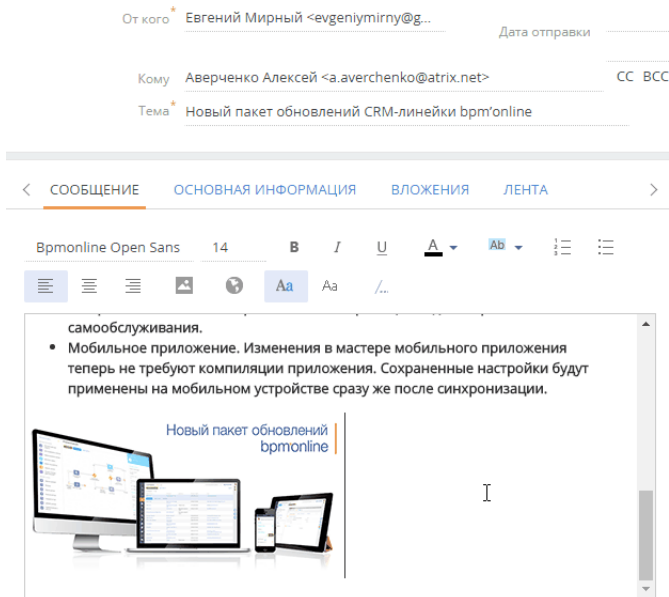 От кого* Евгений Мирный <evgeniymirny@g...
Дата отправки
Кому Аверченко Алексей <a.averchenko@atrix.net> CC BCC
Тема* Новый пакет обновлений CRM-линейки bpm’online
СООБЩЕНИЕ ОСНОВНАЯ ИНФОРМАЦИЯ ВЛОЖЕНИЯ ЛЕНТА
Bpmonline Open Sans 14 B I U A Ab
Aa Aa /...
самообслуживания.
• Мобильное приложение. Изменения в мастере мобильного приложения
теперь не требуют компиляции приложения. Сохраненные настройки будут
применены на мобильном устройстве сразу же после синхронизации.
Новый пакет обновлений
bpmonline